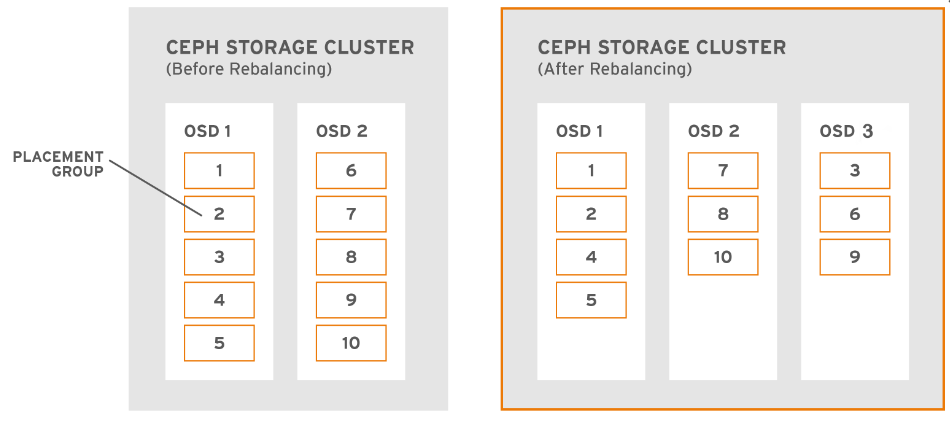 CEPH STORAGE CLUSTER
(Before Rebalancing)
OSD 1
OSD 2
PLACEMENT
GROUP
1
2
3
4
5
6
7
8
9
10
CEPH STORAGE CLUSTER
(After Rebalancing)
OSD 1
OSD 2
OSD 3
1
2
4
5
7
8
10
3
6
9